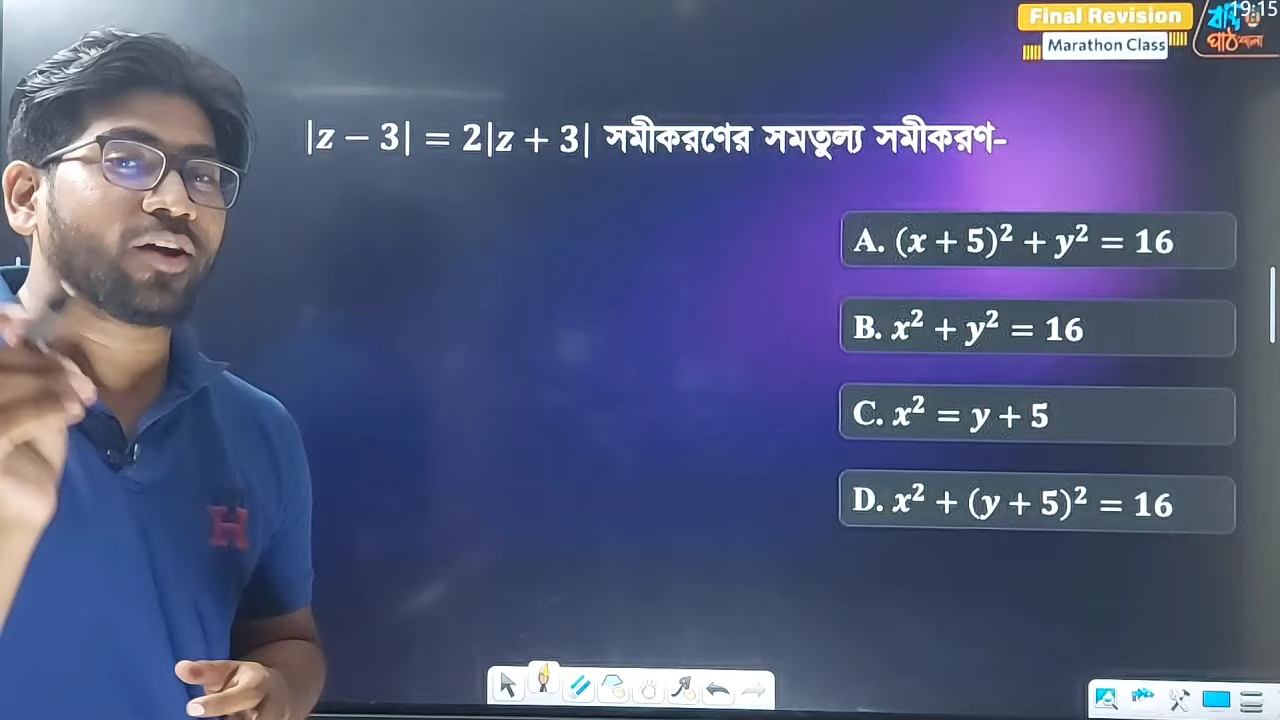 19:15
Final Revision
Marathon Class
পাঠশালা
|z − 3| = 2|z + 3| সমীকরণের সমতুল্য সমীকরণ-
A. (x + 5)² + y² = 16
B. x² + y² = 16
C. x² = y + 5
D. x² + (y + 5)² = 16
H